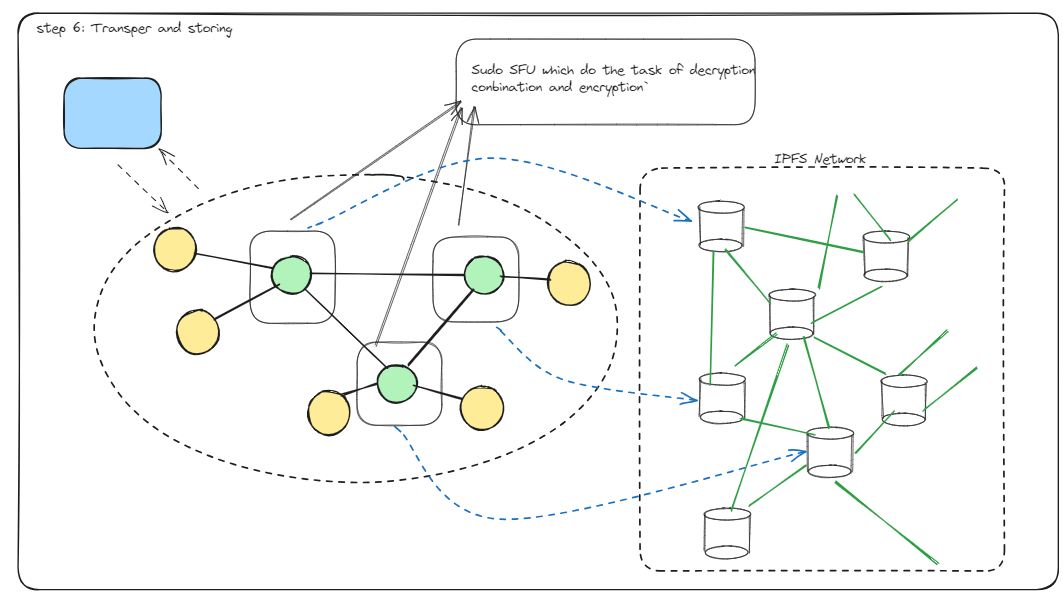 step 6: Transper and storing
Sudo SFU which do the task of decryption
conbination and encryption`
IPFS Network